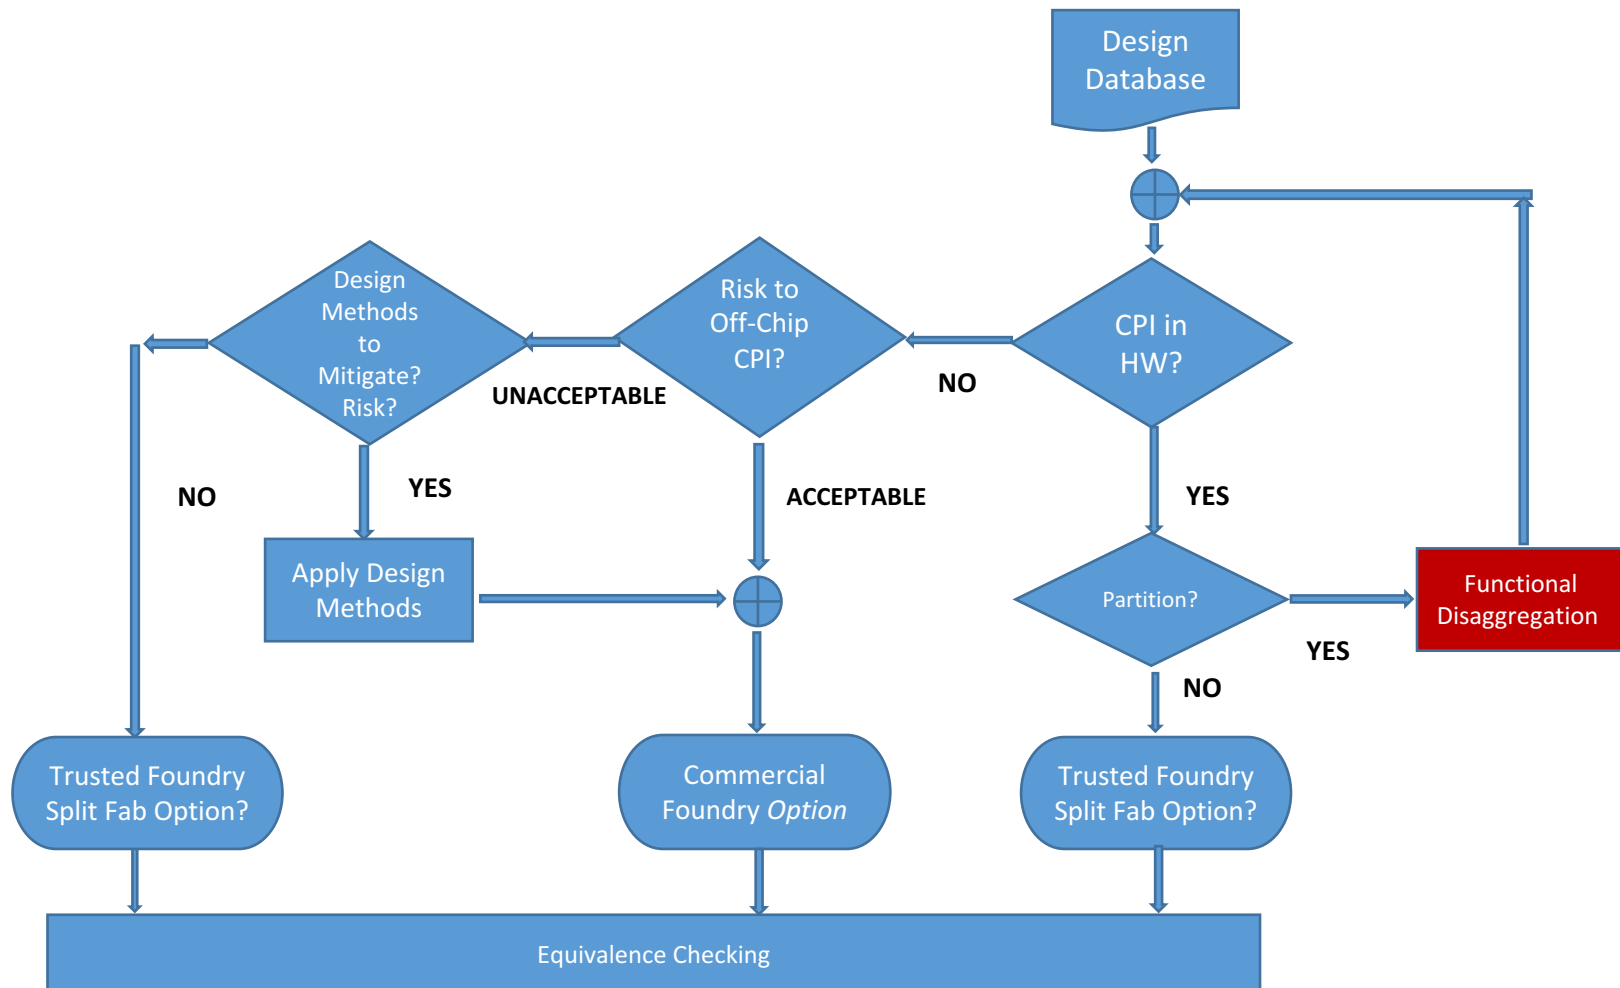 Design
Database
Design
Methods
to
Mitigate?
Risk?
Risk to
Off-Chip
CPI?
CPI in
HW?
NO
UNACCEPTABLE
NO
YES
ACCEPTABLE
YES
Apply Design
Methods
Partition?
Functional
Disaggregation
YES
NO
Trusted Foundry
Split Fab Option?
Commercial
Foundry Option
Trusted Foundry
Split Fab Option?
Equivalence Checking